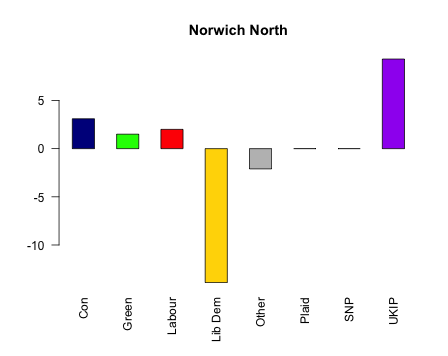 Norwich North
5
0
-5
-10
Con
Green
Labour
Lib Dem
Other
Plaid
SNP
UKIP